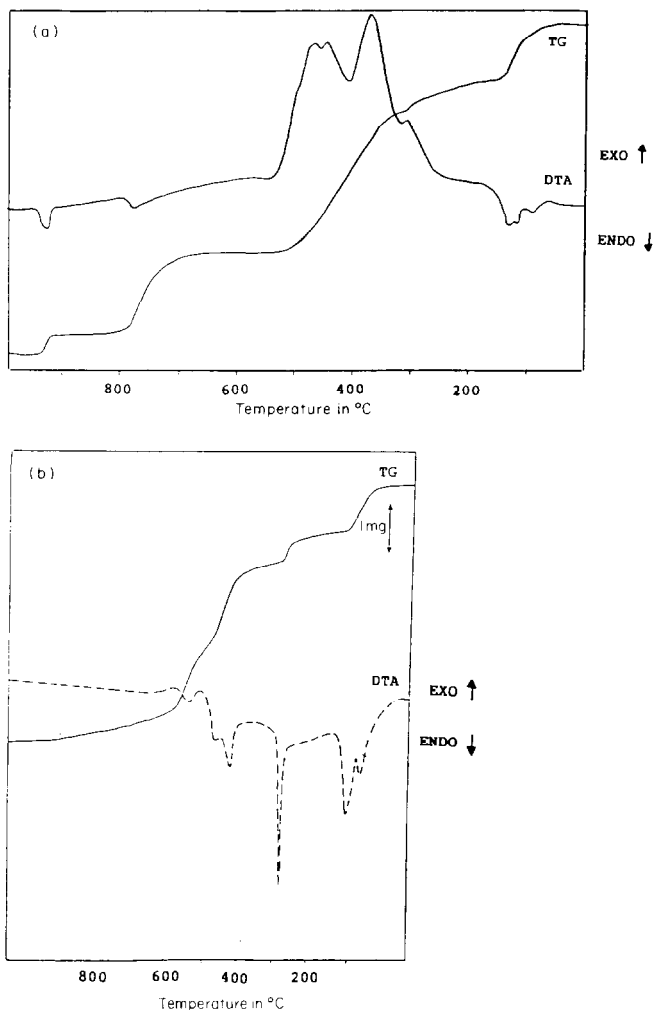 (a)
TG
EXO ↑
DTA
ENDO ↓
800 600 400 200
Temperature in °C
(b)
TG
1mg
DTA
EXO ↑
ENDO ↓
800 600 400 200
Temperature in °C